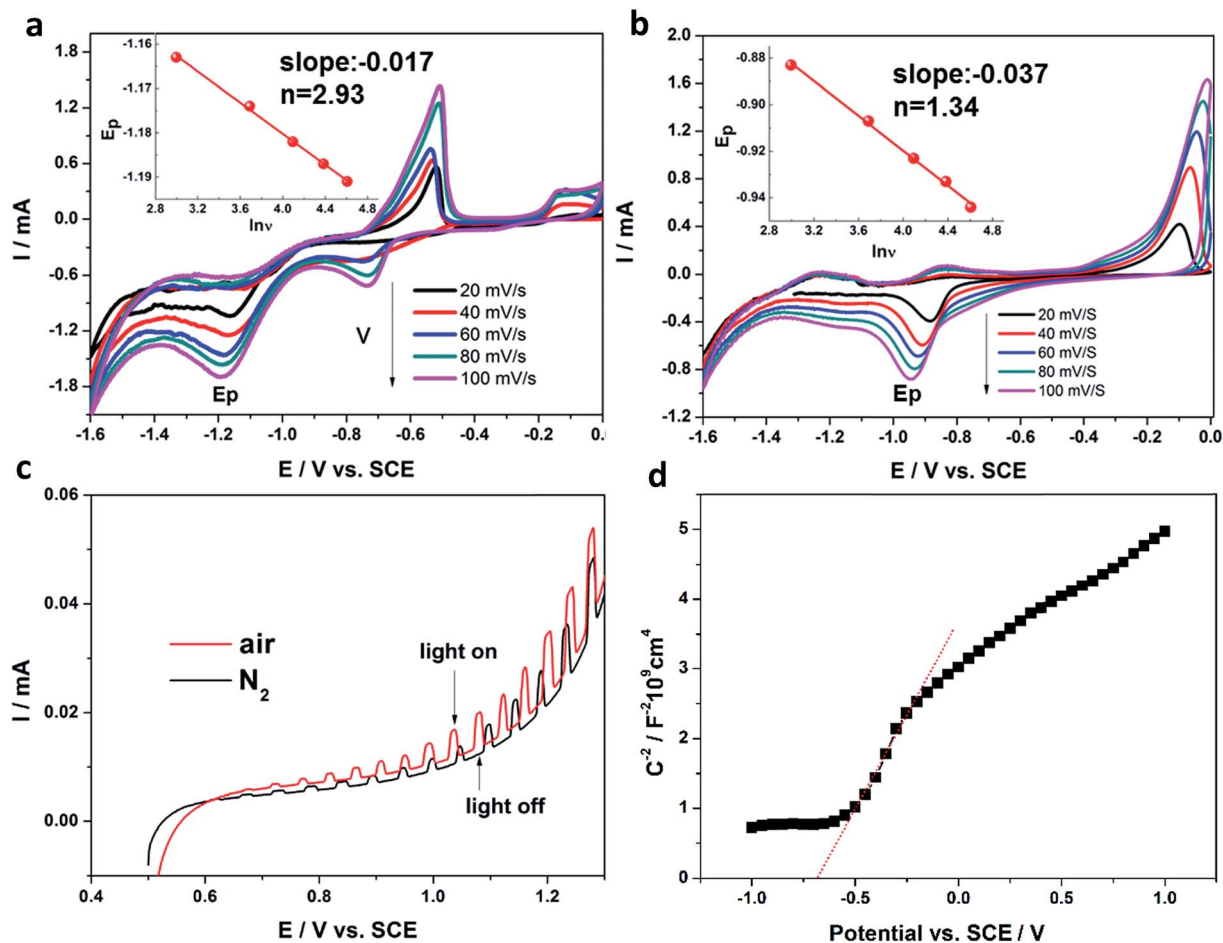 a
1.8
1.2
0.6
0.0
-0.6
-1.2
-1.8
I / mA
-1.6
-1.4
-1.2
-1.0
-0.8
-0.6
-0.4
-0.2
0.0
E / V vs. SCE
-1.16
-1.17
-1.18
-1.19
Ep
2.8
3.2
3.6
4.0
4.4
4.8
lnν
slope:-0.017
n=2.93
20 mV/s
40 mV/s
60 mV/s
80 mV/s
100 mV/s
V
Ep
b
2.0
1.6
1.2
0.8
0.4
0.0
-0.4
-0.8
-1.2
I / mA
-1.6
-1.4
-1.2
-1.0
-0.8
-0.6
-0.4
-0.2
0.0
E / V vs. SCE
-0.88
-0.90
-0.92
-0.94
Ep
2.8
3.2
3.6
4.0
4.4
4.8
lnν
slope:-0.037
n=1.34
20 mV/S
40 mV/S
60 mV/S
80 mV/S
100 mV/S
Ep
c
0.06
0.04
0.02
0.00
I / mA
0.4
0.6
0.8
1.0
1.2
E / V vs. SCE
air
N₂
light on
light off
d
5
4
3
2
1
0
C⁻² / F⁻²10⁹cm⁴
-1.0
-0.5
0.0
0.5
1.0
Potential vs. SCE / V